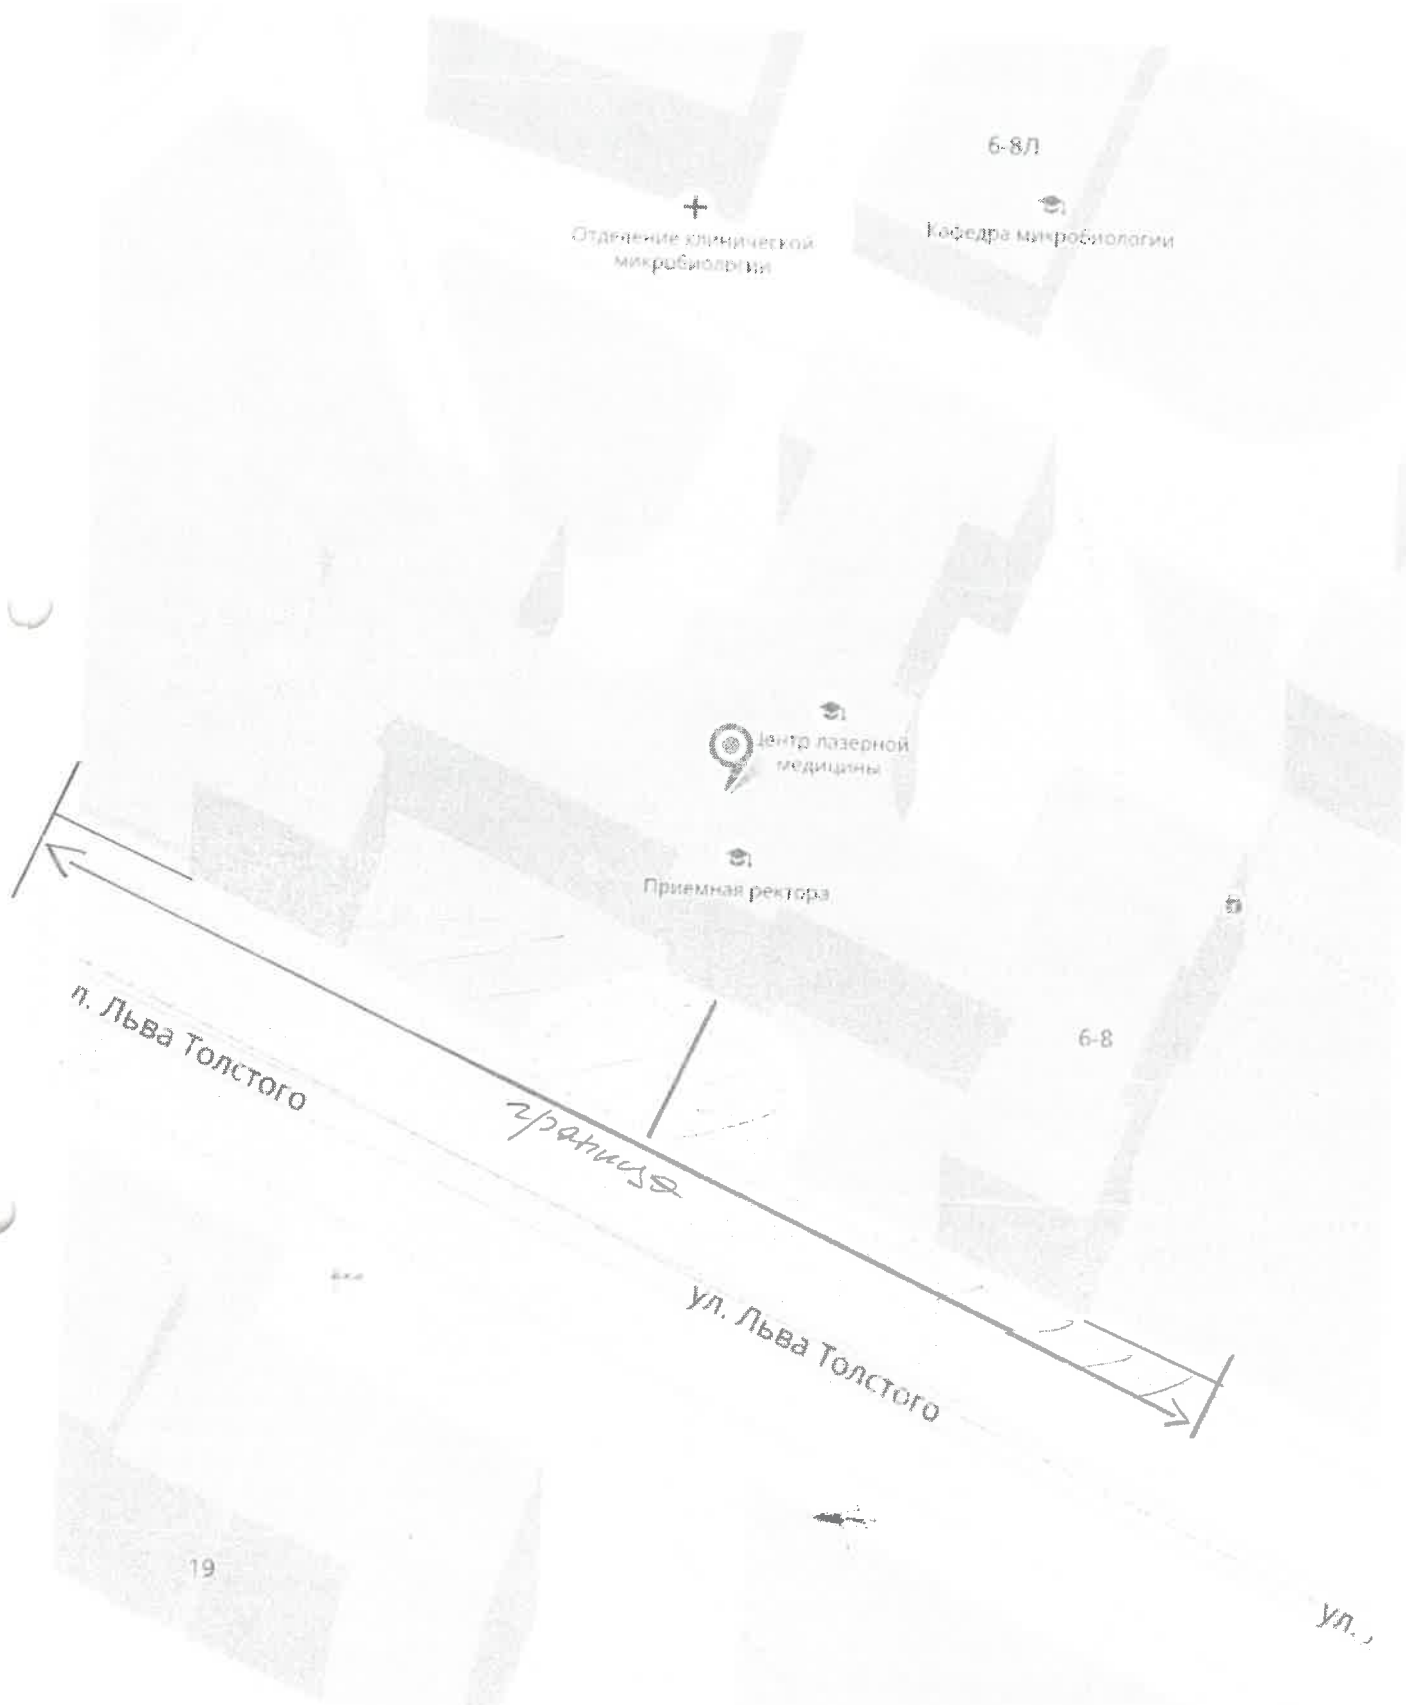 6-8Л
Отделение клинической
микробиологии
Кафедра микробиологии
Центр лазерной
медицины
Приемная ректора
6-8
л. Льва Толстого
граница
ул. Льва Толстого
19
ул.